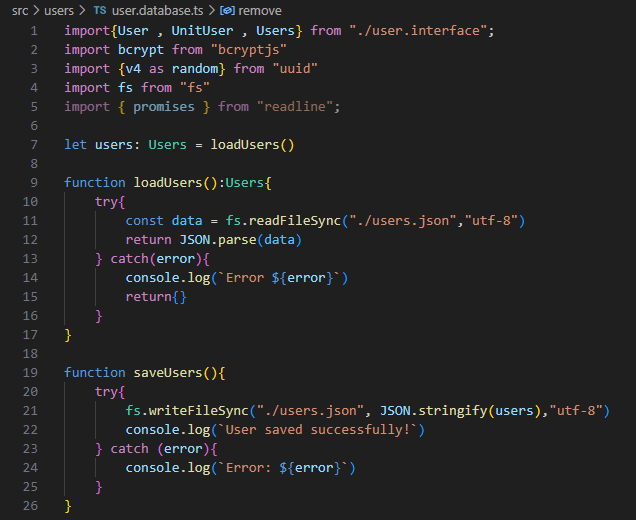 src > users > TS user.database.ts > remove
1 import{User , UnitUser , Users} from "./user.interface";
2 import bcrypt from "bcryptjs"
3 import {v4 as random} from "uuid"
4 import fs from "fs"
5 import { promises } from "readline";
6
7 let users: Users = loadUsers()
8
9 function loadUsers():Users{
10     try{
11         const data = fs.readFileSync("./users.json","utf-8")
12         return JSON.parse(data)
13     } catch(error){
14         console.log(`Error ${error}`)
15         return{}
16     }
17 }
18
19 function saveUsers(){
20     try{
21         fs.writeFileSync("./users.json", JSON.stringify(users),"utf-8")
22         console.log(`User saved successfully!`)
23     } catch (error){
24         console.log(`Error: ${error}`)
25     }
26 }